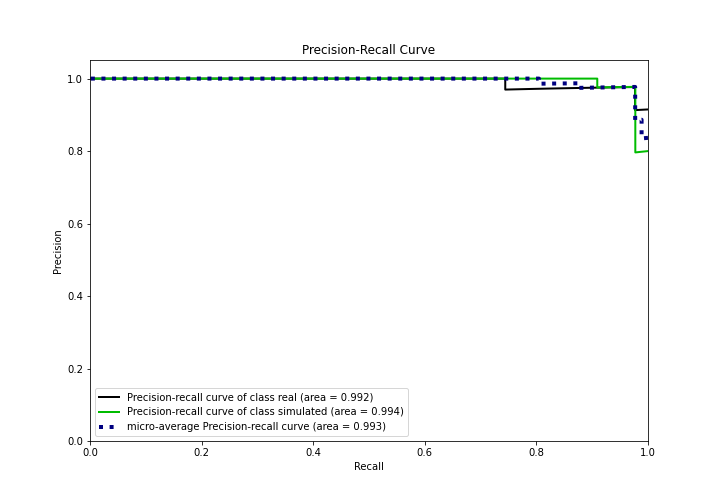 Precision-Recall Curve
1.0
0.8
0.6
0.4
0.2
0.0
Precision
Precision-recall curve of class real (area = 0.992)
Precision-recall curve of class simulated (area = 0.994)
micro-average Precision-recall curve (area = 0.993)
0.0 0.2 0.4 0.6 0.8 1.0
Recall